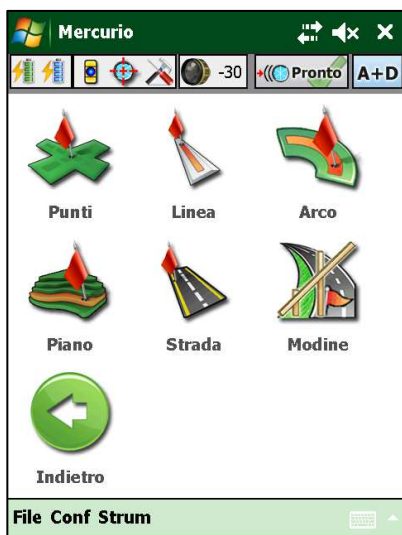 Mercurio
-30 Pronto A+D
Punti Linea Arco
Piano Strada Modine
Indietro
File Conf Strum